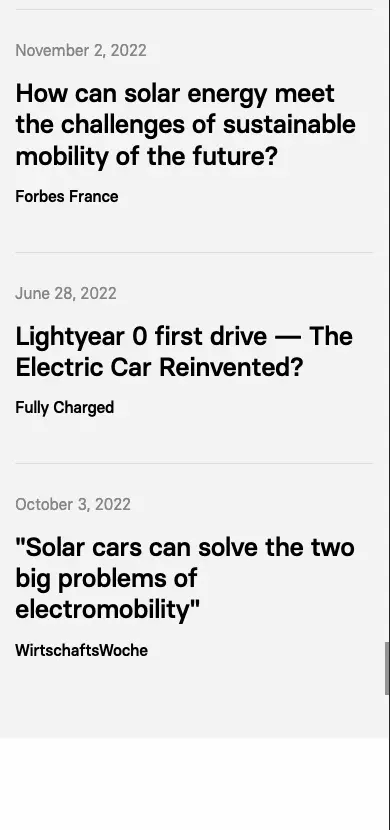 November 2, 2022
How can solar energy meet
the challenges of sustainable
mobility of the future?
Forbes France
June 28, 2022
Lightyear 0 first drive — The
Electric Car Reinvented?
Fully Charged
October 3, 2022
"Solar cars can solve the two
big problems of
electromobility"
WirtschaftsWoche